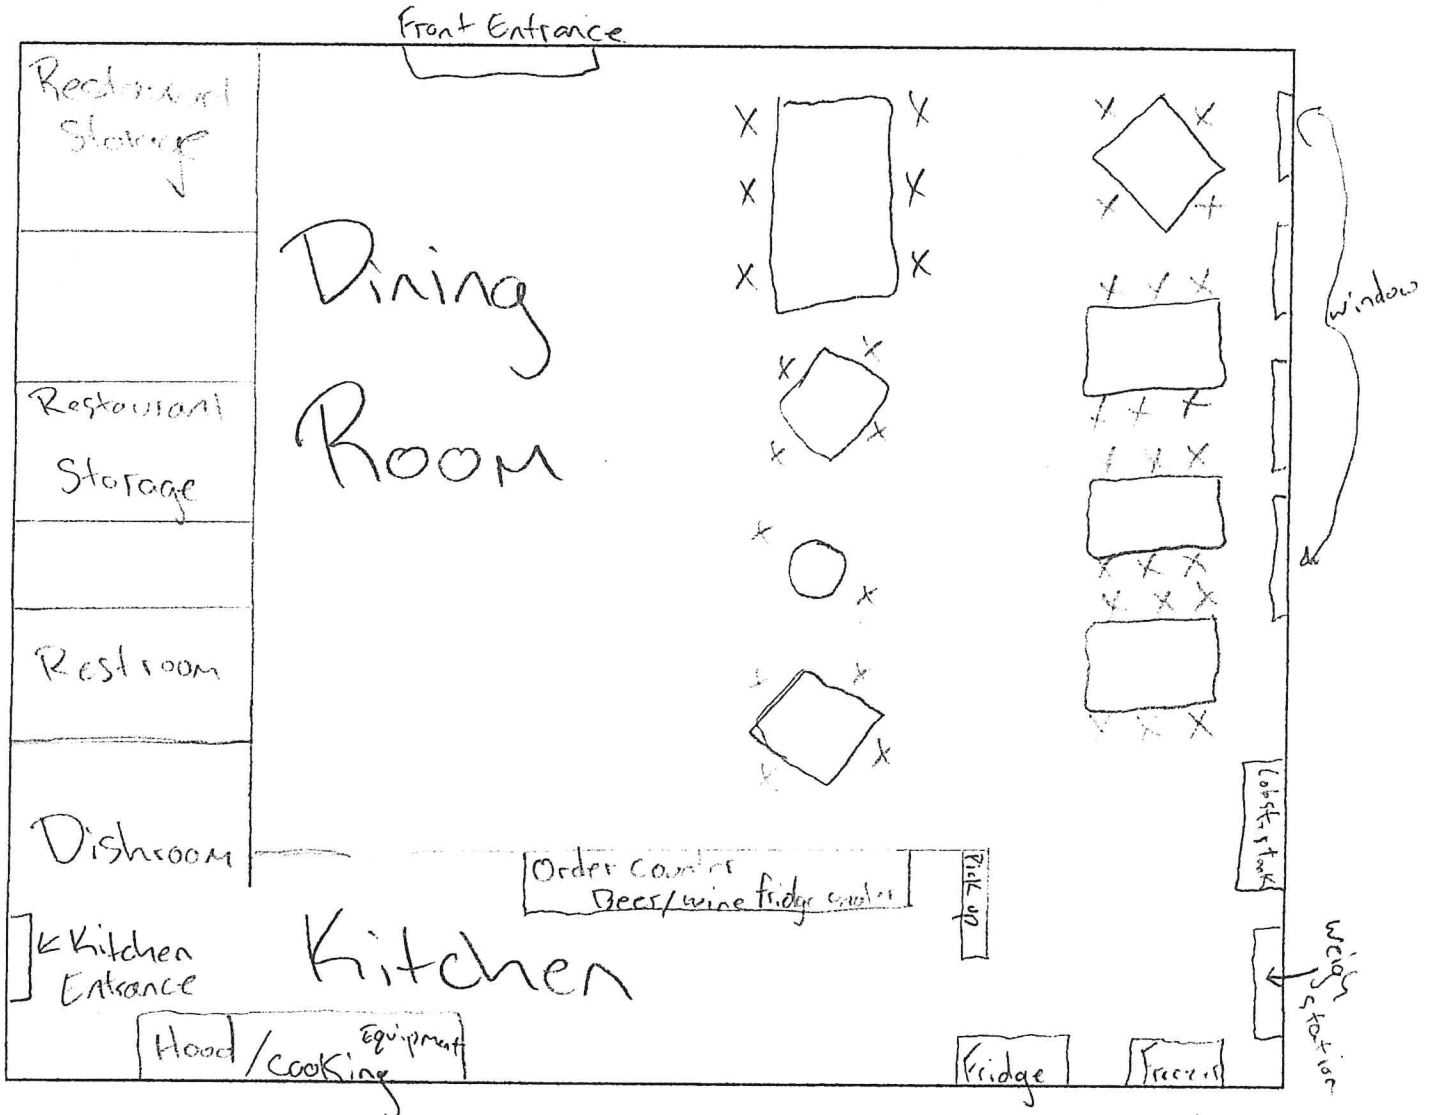 Front Entrance
Restaurant
Storage
Dining
Room
window
Restaurant
Storage
Restroom
Dishroom
Order Counter
Beer/wine fridge cooler
Pick up
Lobster tank
Kitchen
Entrance
Kitchen
weigh
station
Hood
/cooking
Equipment
Fridge
Freezer